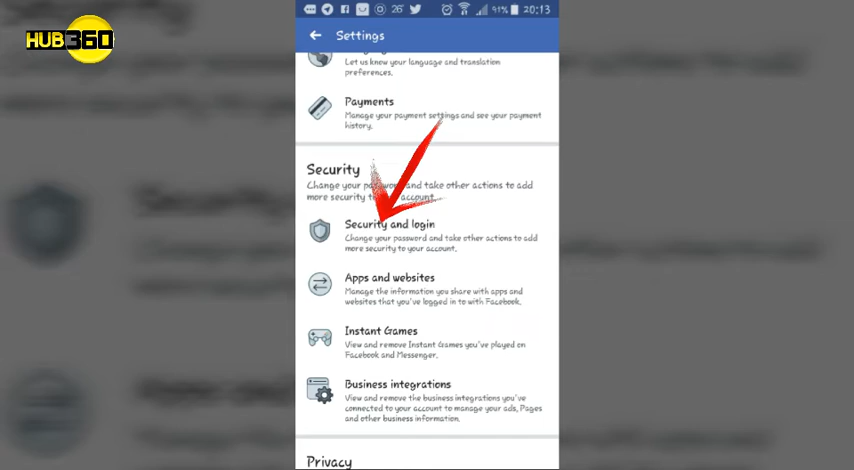 HUB360
26°
91% 20:13
Settings
Let us know your language and translation
preferences.
Payments
Manage your payment settings and see your payment
history.
Security
Change your password and take other actions to add
more security to account.
Security and login
Change your password and take other actions to add
more security to your account.
Apps and websites
Manage the information you share with apps and
websites that you've logged in to with Facebook.
Instant Games
View and remove Instant Games you've played on
Facebook and Messenger.
Business integrations
View and remove the business integrations you've
connected to your account to manage your ads, Pages
and other business information.
Privacy